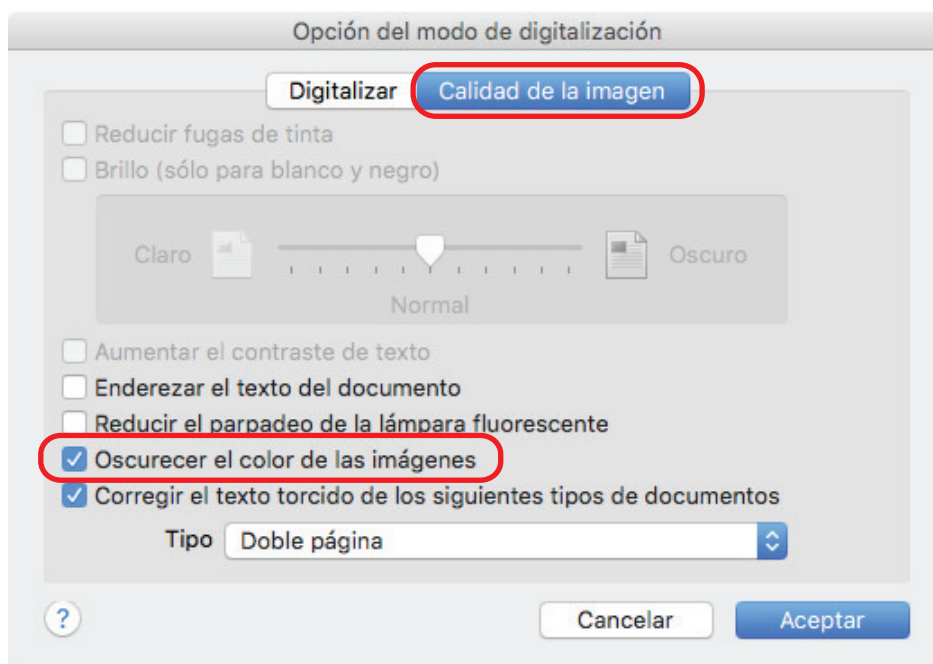 Opción del modo de digitalización
Digitalizar Calidad de la imagen
Reducir fugas de tinta
Brillo (sólo para blanco y negro)
Claro Oscuro
Normal
Aumentar el contraste de texto
Enderezar el texto del documento
Reducir el parpadeo de la lámpara fluorescente
Oscurecer el color de las imágenes
Corregir el texto torcido de los siguientes tipos de documentos
Tipo Doble página
? Cancelar Aceptar